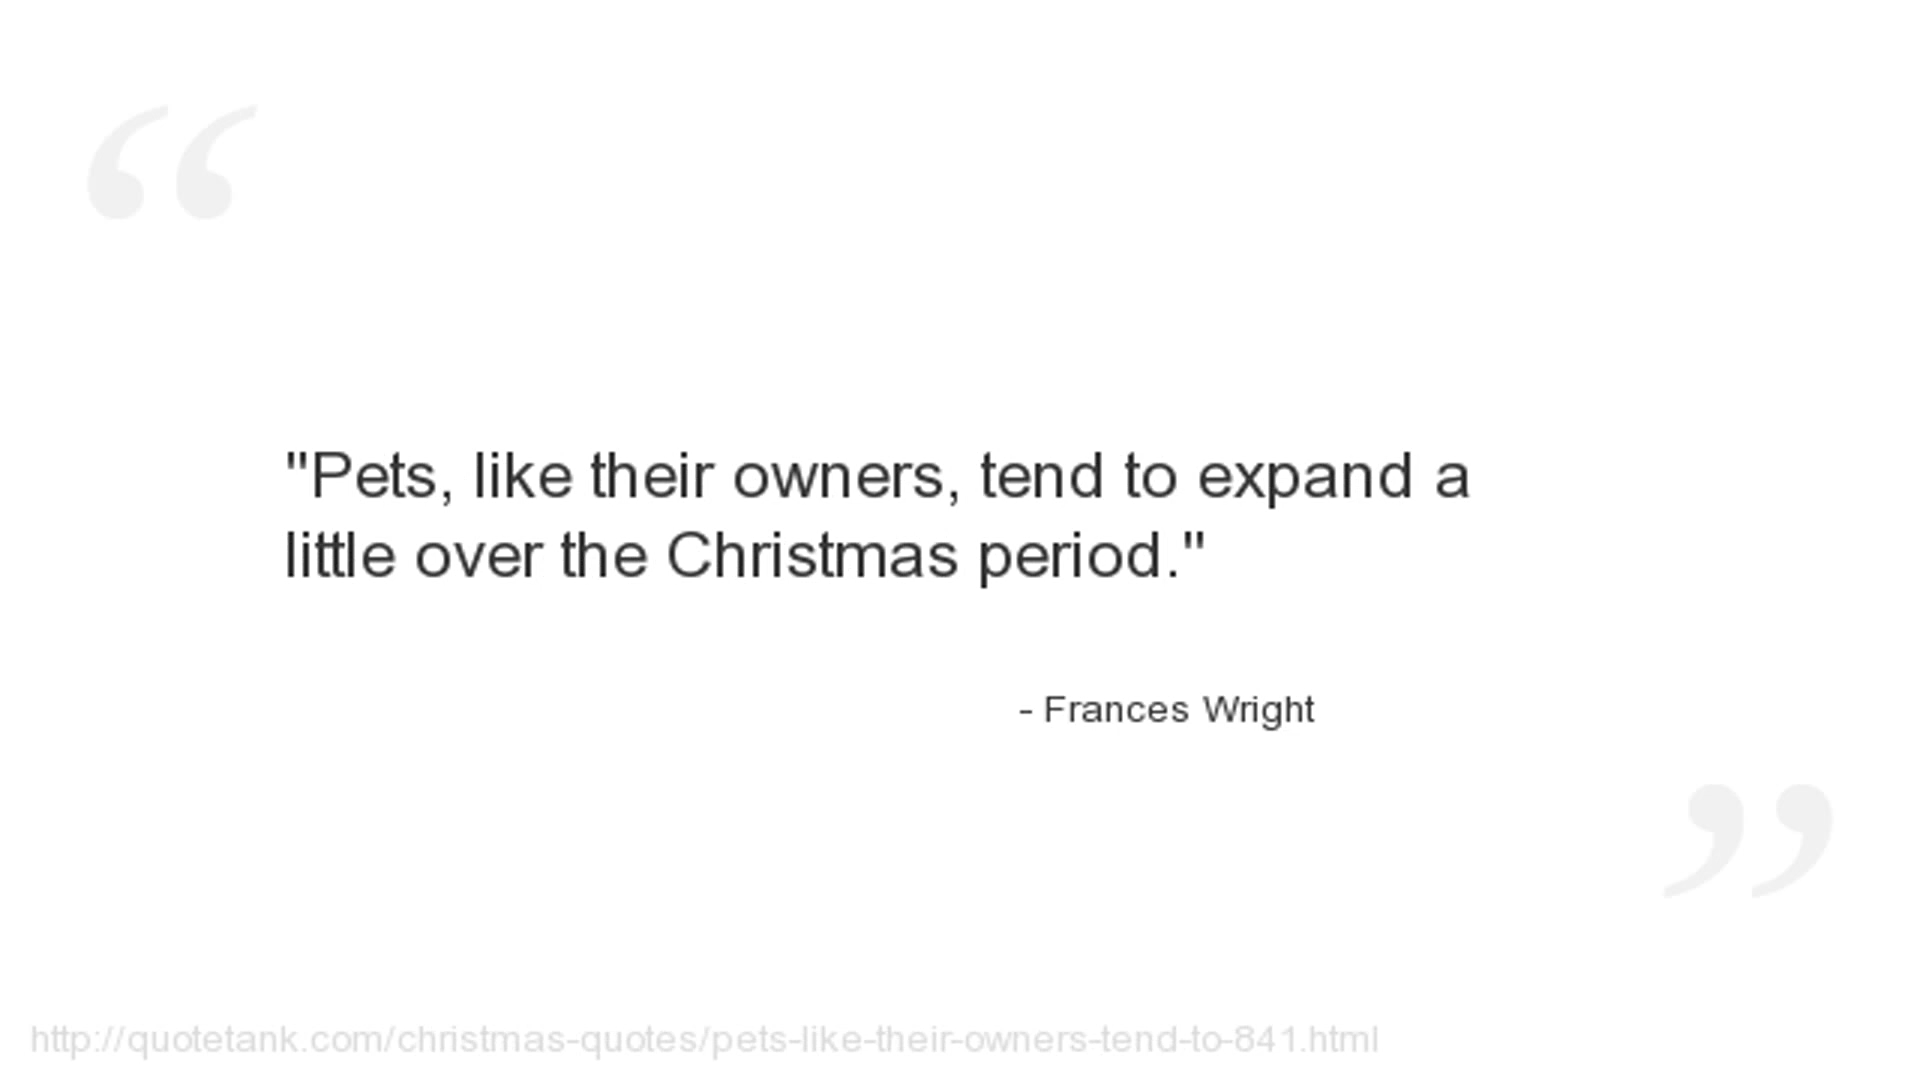 "Pets, like their owners, tend to expand a
little over the Christmas period."
- Frances Wright
http://quotetank.com/christmas-quotes/pets-like-their-owners-tend-to-841.html